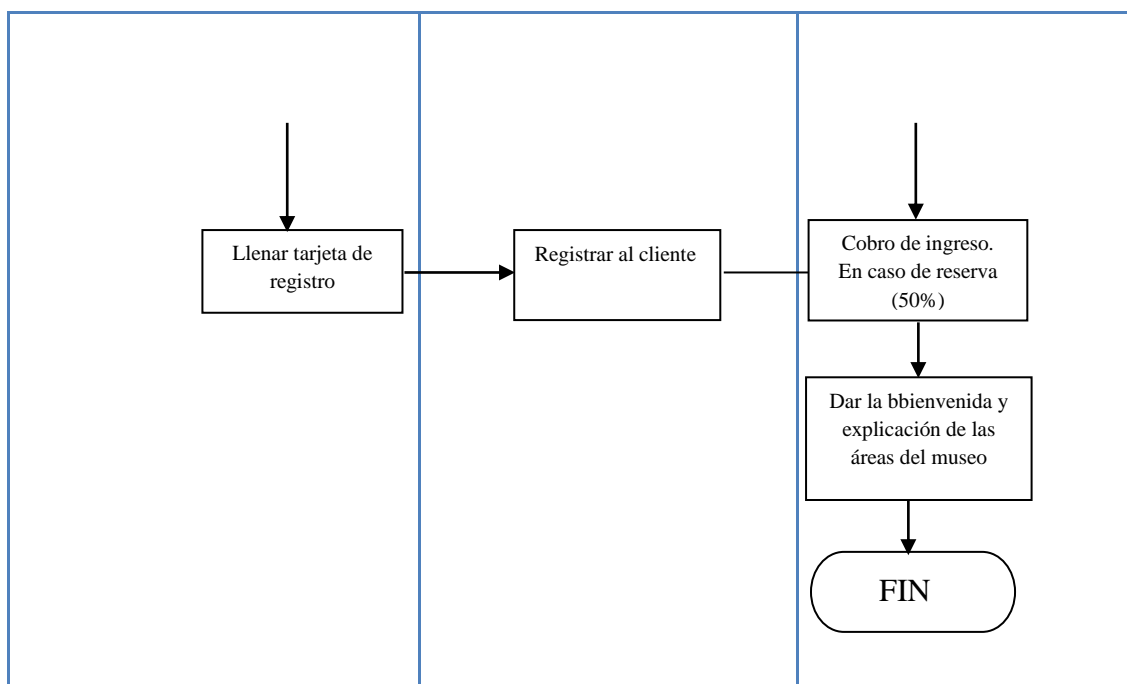 Llenar tarjeta de
registro
Registrar al cliente
Cobro de ingreso.
En caso de reserva
(50%)
Dar la bbienvenida y
explicación de las
áreas del museo
FIN